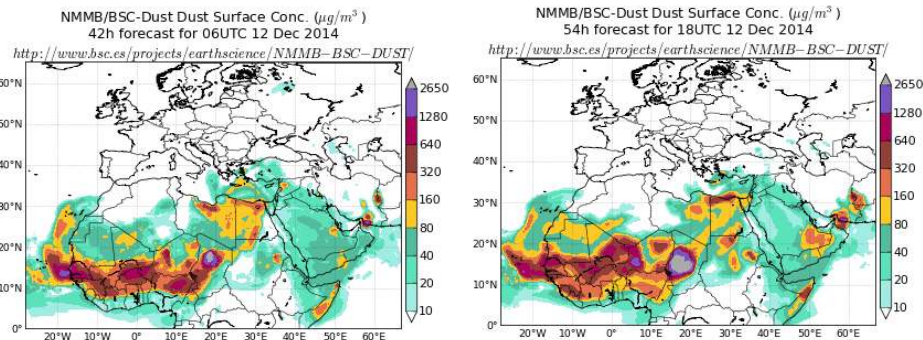 NMMB/BSC-Dust Dust Surface Conc. (μg/m³ )
42h forecast for 06UTC 12 Dec 2014
http://www.bsc.es/projects/earthscience/NMMB−BSC−DUST/
2650
1280
640
320
160
80
40
20
10
50°N
40°N
30°N
20°N
10°N
0°
20°W 10°W 0° 10°E 20°E 30°E 40°E 50°E 60°E
NMMB/BSC-Dust Dust Surface Conc. (μg/m³ )
54h forecast for 18UTC 12 Dec 2014
http://www.bsc.es/projects/earthscience/NMMB−BSC−DUST/
2650
1280
640
320
160
80
40
20
10
60°N
50°N
40°N
30°N
20°N
10°N
0°
20°W 10°W 0° 10°E 20°E 30°E 40°E 50°E 60°E